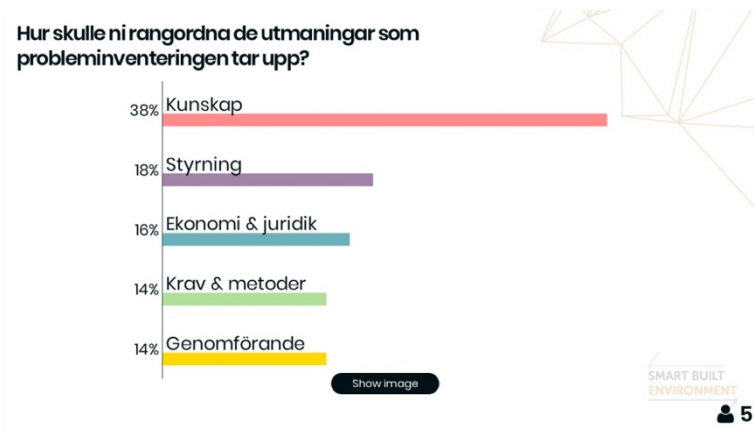 Hur skulle ni rangordna de utmaningar som
probleminventeringen tar upp?
38% Kunskap
18% Styrning
16% Ekonomi & juridik
14% Krav & metoder
14% Genomförande
Show image
SMART BUILT
ENVIRONMENT
5